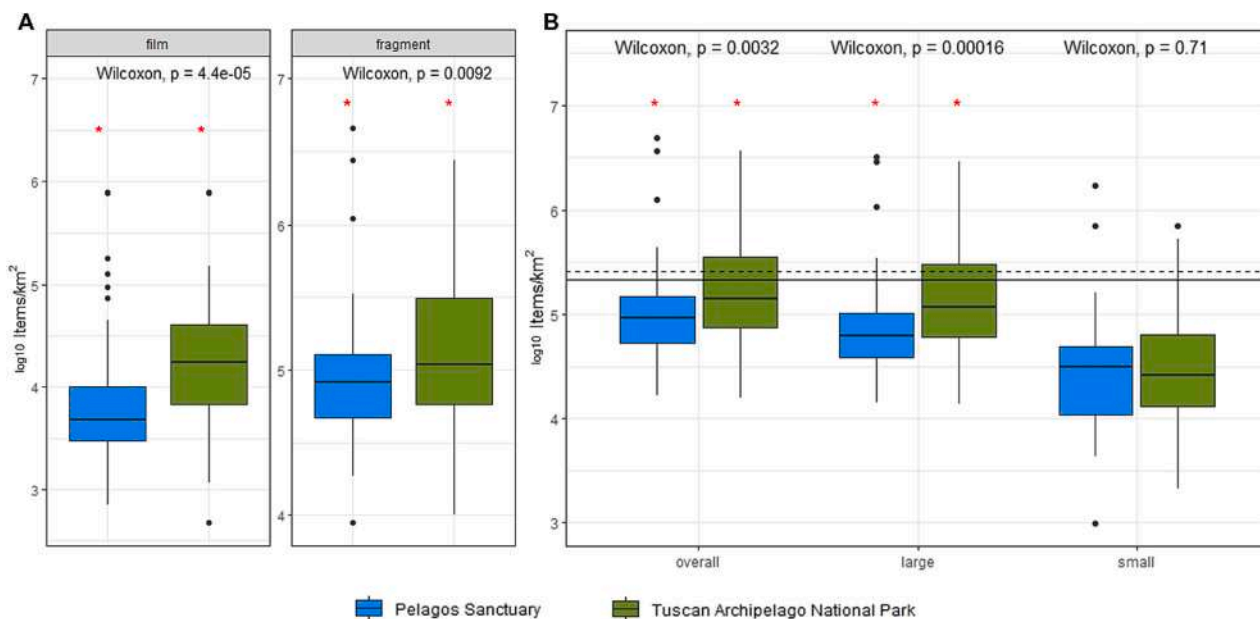 A
film
fragment
Wilcoxon, p = 4.4e-05
Wilcoxon, p = 0.0092
7
6
5
4
3
7
6
5
4
log10 Items/km²
* *
* *
B
Wilcoxon, p = 0.0032
Wilcoxon, p = 0.00016
Wilcoxon, p = 0.71
* *
* *
7
6
5
4
3
log10 Items/km²
overall
large
small
Pelagos Sanctuary
Tuscan Archipelago National Park